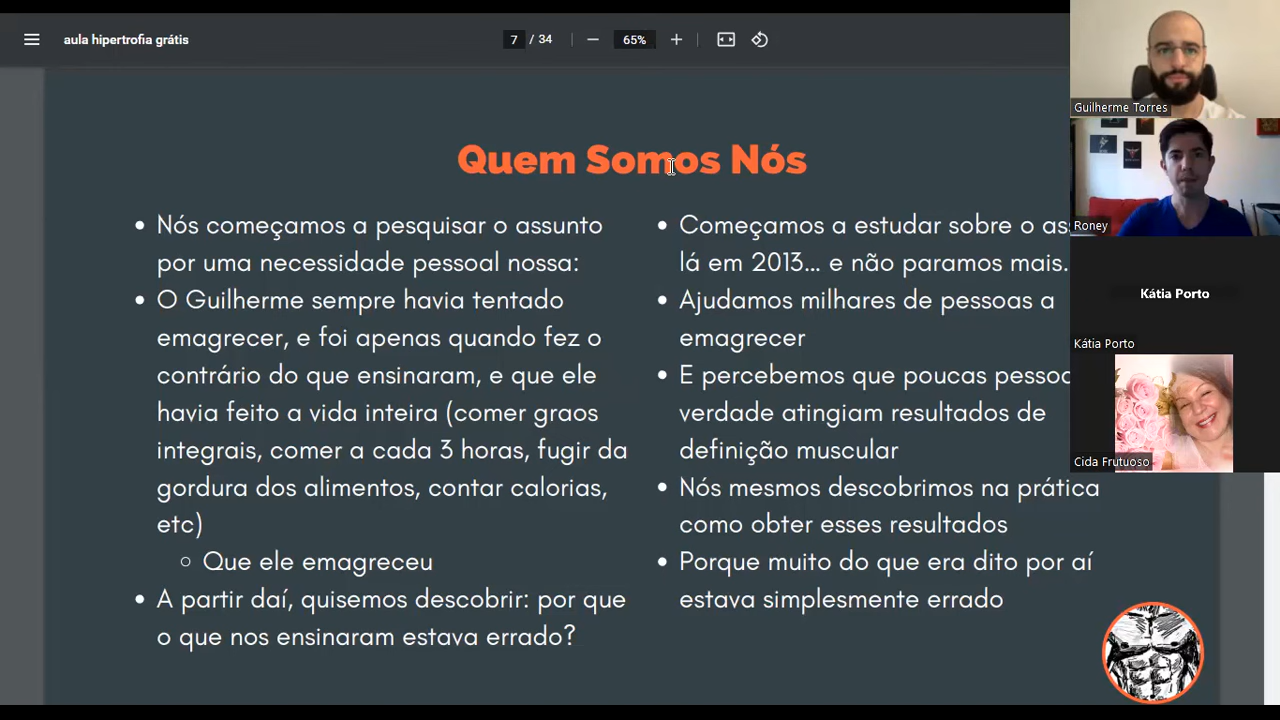 aula hipertrofia grátis
7 / 34
65%
Quem Somos Nós
Nós começamos a pesquisar o assunto
por uma necessidade pessoal nossa:
O Guilherme sempre havia tentado
emagrecer, e foi apenas quando fez o
contrário do que ensinaram, e que ele
havia feito a vida inteira (comer graos
integrais, comer a cada 3 horas, fugir da
gordura dos alimentos, contar calorias,
etc)
Que ele emagreceu
A partir daí, quisemos descobrir: por que
o que nos ensinaram estava errado?
Começamos a estudar sobre o
lá em 2013... e não paramos mais.
Ajudamos milhares de pessoas a
emagrecer
E percebemos que poucas
verdade atingiam resultados de
definição muscular
Nós mesmos descobrimos na prática
como obter esses resultados
Porque muito do que era dito por aí
estava simplesmente errado
Guilherme Torres
Roney
Kátia Porto
Kátia Porto
Cida Frutuoso